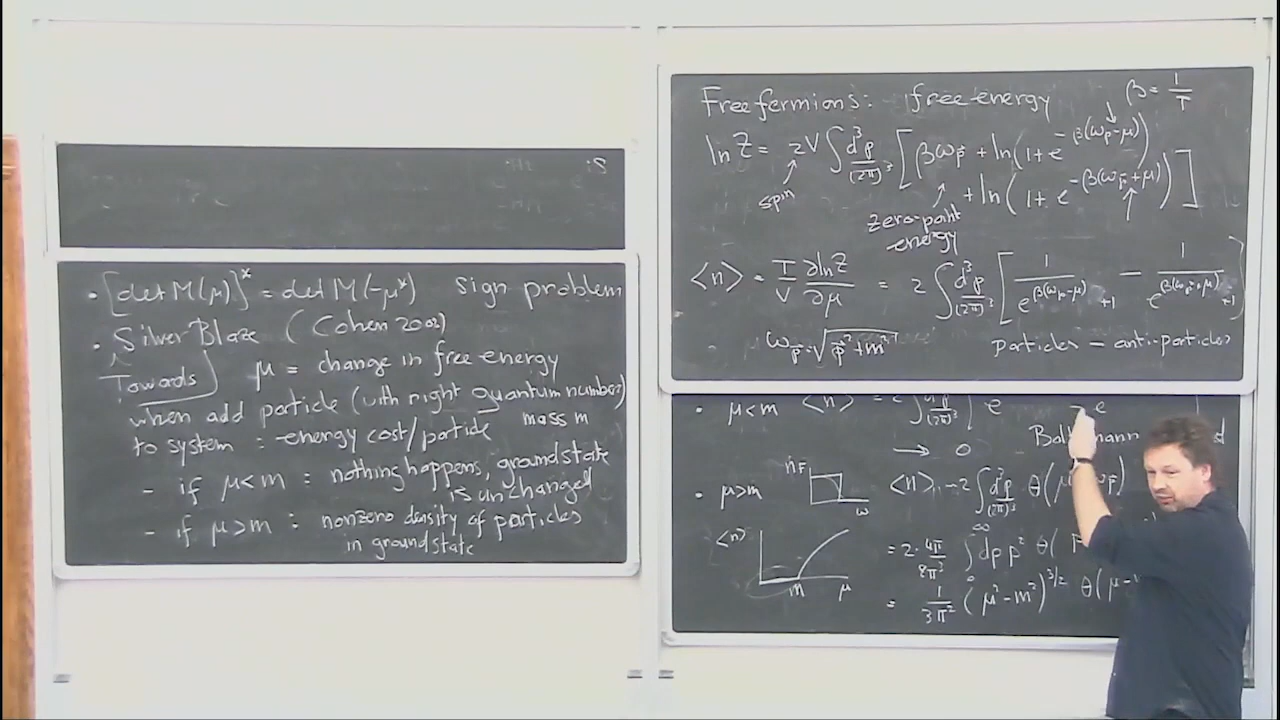 • [det M(μ)]* = det M(-μ*) sign problem
• Silver Blaze (Cohen 2003)
Towards
μ = change in free energy
when add particle (with right quantum number)
to system = energy cost/particle mass m
- if μ<m : nothing happens, groundstate
is unchanged
- if μ>m : nonzero density of particles
in groundstate
Free fermions: free energy β = 1/T
ln Z = 2V ∫ d³p/(2π)³ [βω_p + ln(1+e^{-β(ω_p-μ)})
+ ln(1+e^{-β(ω_p+μ)})]
spin
zero-point
energy
<n> = T/V ∂lnZ/∂μ = 2 ∫ d³p/(2π)³ [1/(e^{β(ω_p-μ)}+1) - 1/(e^{β(ω_p+μ)}+1)]
ω_p = √(p²+m²) particles - anti-particles
• μ<m <n>
→ 0
• μ>m n_F ω <n> ~ 2∫ d³p/(2π)³ θ(
<n> m μ
= 2· 4π/8π³ ∫₀^∞ dp p² θ(
= 1/3π² (μ²-m²)^{3/2} θ(μ-